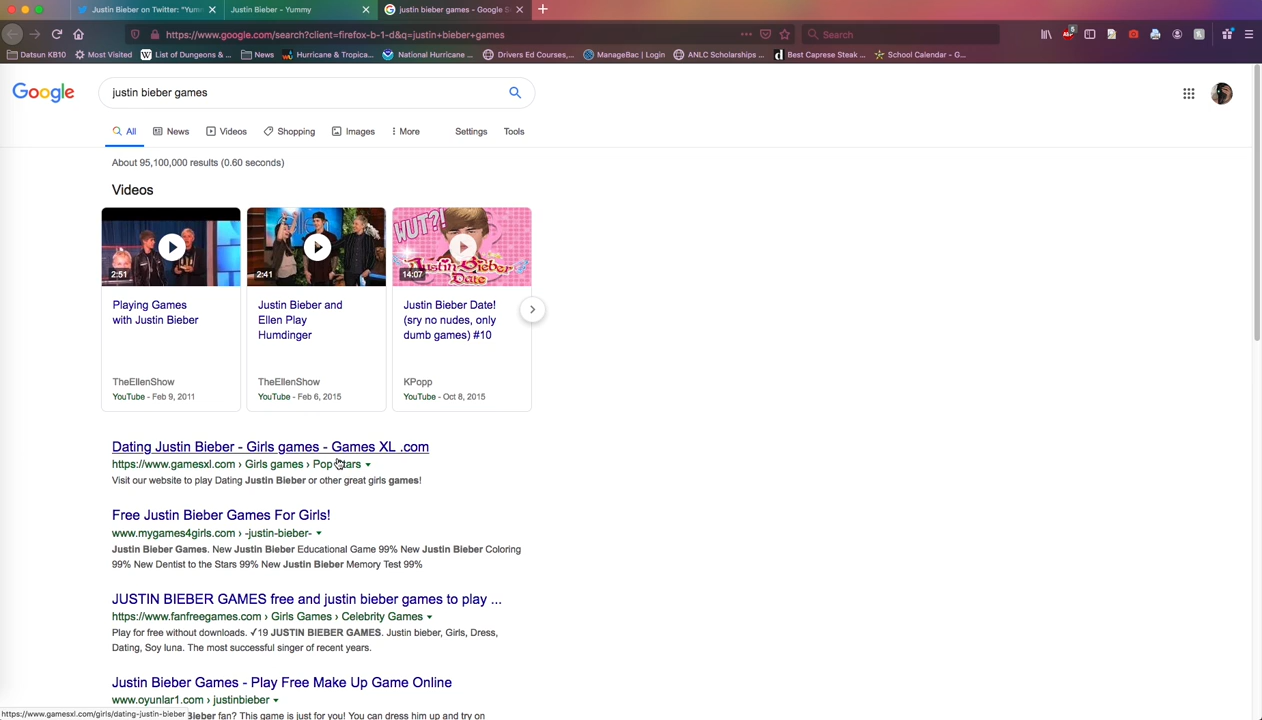 Justin Bieber on Twitter: "Yumm
Justin Bieber - Yummy
justin bieber games - Google Se
https://www.google.com/search?client=firefox-b-1-d&q=justin+bieber+games
Search
5
Datsun KB10
Most Visited
List of Dungeons & ...
News
Hurricane & Tropica...
National Hurricane ...
Drivers Ed Courses,...
ManageBac | Login
ANLC Scholarships ...
Best Caprese Steak ...
School Calendar - G...
Google
justin bieber games
All
News
Videos
Shopping
Images
More
Settings
Tools
About 95,100,000 results (0.60 seconds)
Videos
2:51
2:41
WUT?!
Justin Bieber
Date
14:07
Playing Games
with Justin Bieber
TheEllenShow
YouTube - Feb 9, 2011
Justin Bieber and
Ellen Play
Humdinger
TheEllenShow
YouTube - Feb 6, 2015
Justin Bieber Date!
(sry no nudes, only
dumb games) #10
KPopp
YouTube - Oct 8, 2015
Dating Justin Bieber - Girls games - Games XL .com
https://www.gamesxl.com › Girls games › Pop Stars
Visit our website to play Dating Justin Bieber or other great girls games!
Free Justin Bieber Games For Girls!
www.mygames4girls.com › -justin-bieber-
Justin Bieber Games. New Justin Bieber Educational Game 99% New Justin Bieber Coloring
99% New Dentist to the Stars 99% New Justin Bieber Memory Test 99%
JUSTIN BIEBER GAMES free and justin bieber games to play ...
https://www.fanfreegames.com › Girls Games › Celebrity Games
Play for free without downloads. ✓19 JUSTIN BIEBER GAMES. Justin bieber, Girls, Dress,
Dating, Soy luna. The most successful singer of recent years.
Justin Bieber Games - Play Free Make Up Game Online
www.oyunlar1.com › justinbieber
Bieber fan? This game is just for you! You can dress him up and try on
https://www.gamesxl.com/girls/dating-justin-bieber